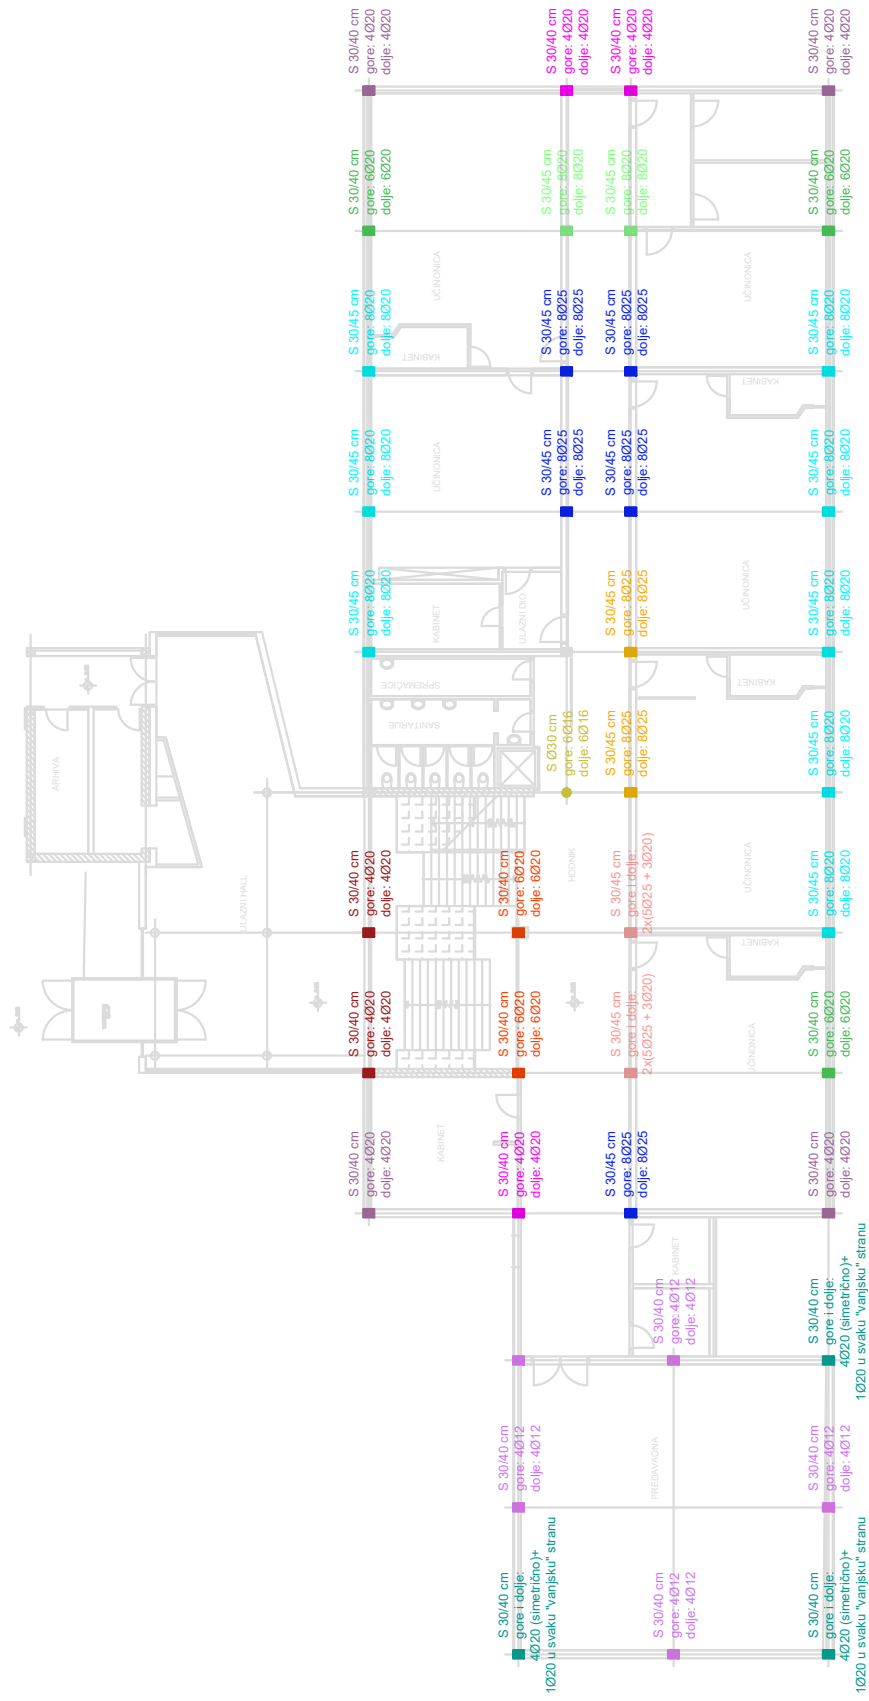 S 30/40 cm
gore: 4Ø20
dolje: 4Ø20
S 30/40 cm
gore: 4Ø20
dolje: 4Ø20
S 30/40 cm
gore: 4Ø20
dolje: 4Ø20
S 30/40 cm
gore: 4Ø20
dolje: 4Ø20
S 30/40 cm
gore: 6Ø20
dolje: 6Ø20
S 30/45 cm
gore: 8Ø20
dolje: 8Ø20
S 30/45 cm
gore: 8Ø20
dolje: 8Ø20
S 30/40 cm
gore: 6Ø20
dolje: 6Ø20
UČINONICA
UČINONICA
S 30/45 cm
gore: 8Ø20
dolje: 8Ø20
S 30/45 cm
gore: 8Ø25
dolje: 8Ø25
S 30/45 cm
gore: 8Ø25
dolje: 8Ø25
S 30/45 cm
gore: 8Ø20
dolje: 8Ø20
KABINET
KABINET
S 30/45 cm
gore: 8Ø20
dolje: 8Ø20
UČINONICA
S 30/45 cm
gore: 8Ø25
dolje: 8Ø25
S 30/45 cm
gore: 8Ø25
dolje: 8Ø25
S 30/45 cm
gore: 8Ø20
dolje: 8Ø20
S 30/45 cm
gore: 8Ø20
dolje: 8Ø20
KABINET
ULAZNI DIO
S 30/45 cm
gore: 8Ø25
dolje: 8Ø25
UČINONICA
S 30/45 cm
gore: 8Ø20
dolje: 8Ø20
SPREMAČICE
SANITARIJE
KABINET
ARHIVA
S Ø30 cm
gore: 6Ø16
dolje: 6Ø16
S 30/45 cm
gore: 8Ø25
dolje: 8Ø25
S 30/45 cm
gore: 8Ø20
dolje: 8Ø20
ULAZNI HALL
S 30/40 cm
gore: 4Ø20
dolje: 4Ø20
S 30/40 cm
gore: 6Ø20
dolje: 6Ø20
HODNIK
S 30/45 cm
gore i dolje:
2x(5Ø25 + 3Ø20)
UČINONICA
S 30/45 cm
gore: 8Ø20
dolje: 8Ø20
KABINET
S 30/40 cm
gore: 4Ø20
dolje: 4Ø20
S 30/40 cm
gore: 6Ø20
dolje: 6Ø20
S 30/45 cm
gore i dolje:
2x(5Ø25 + 3Ø20)
UČINONICA
S 30/40 cm
gore: 6Ø20
dolje: 6Ø20
S 30/40 cm
gore: 4Ø20
dolje: 4Ø20
KABINET
S 30/40 cm
gore: 4Ø20
dolje: 4Ø20
S 30/45 cm
gore: 8Ø25
dolje: 8Ø25
S 30/40 cm
gore: 4Ø20
dolje: 4Ø20
KABINET
S 30/40 cm
gore: 4Ø12
dolje: 4Ø12
S 30/40 cm
gore i dolje:
4Ø20 (simetrično)+
1Ø20 u svaku "vanjsku" stranu
S 30/40 cm
gore: 4Ø12
dolje: 4Ø12
PREDAVAONA
S 30/40 cm
gore: 4Ø12
dolje: 4Ø12
S 30/40 cm
gore i dolje:
4Ø20 (simetrično)+
1Ø20 u svaku "vanjsku" stranu
S 30/40 cm
gore: 4Ø12
dolje: 4Ø12
S 30/40 cm
gore i dolje:
4Ø20 (simetrično)+
1Ø20 u svaku "vanjsku" stranu